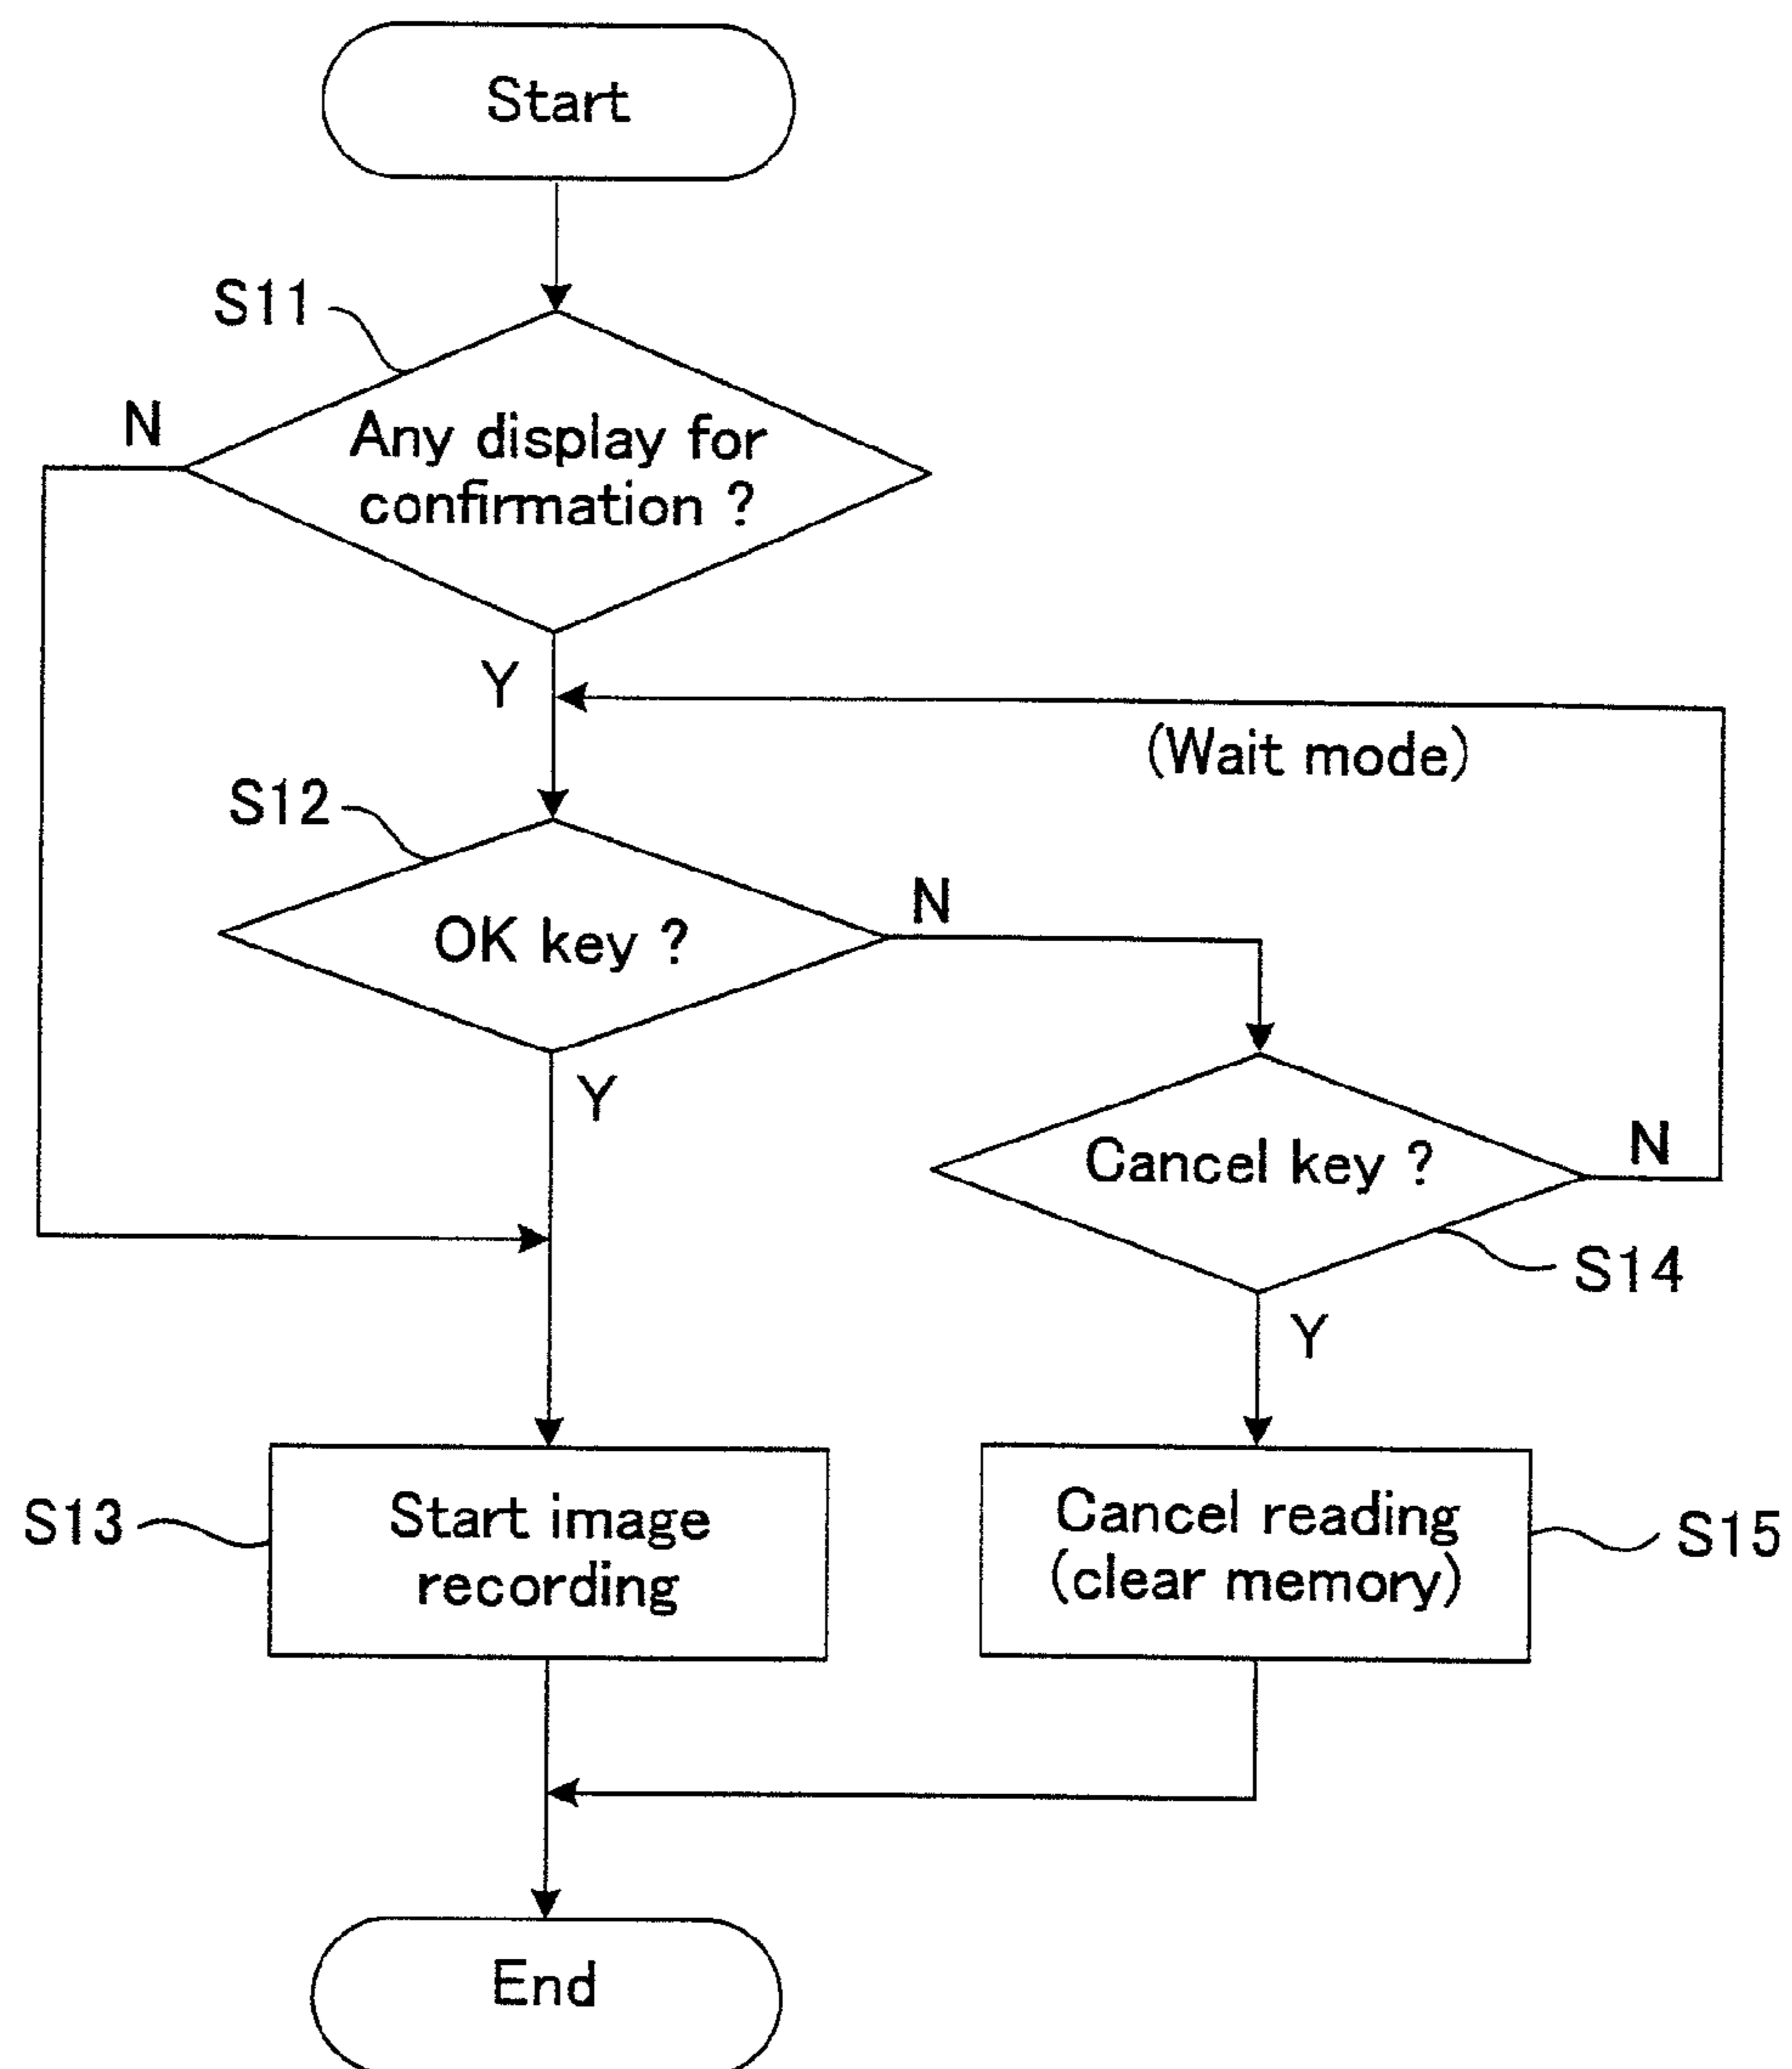 Start
S11
N
Any display for
confirmation ?
Y
(Wait mode)
S12
N
OK key ?
Y
Cancel key ?
N
S14
Y
S13
Start image
recording
Cancel reading
(clear memory)
S15
End